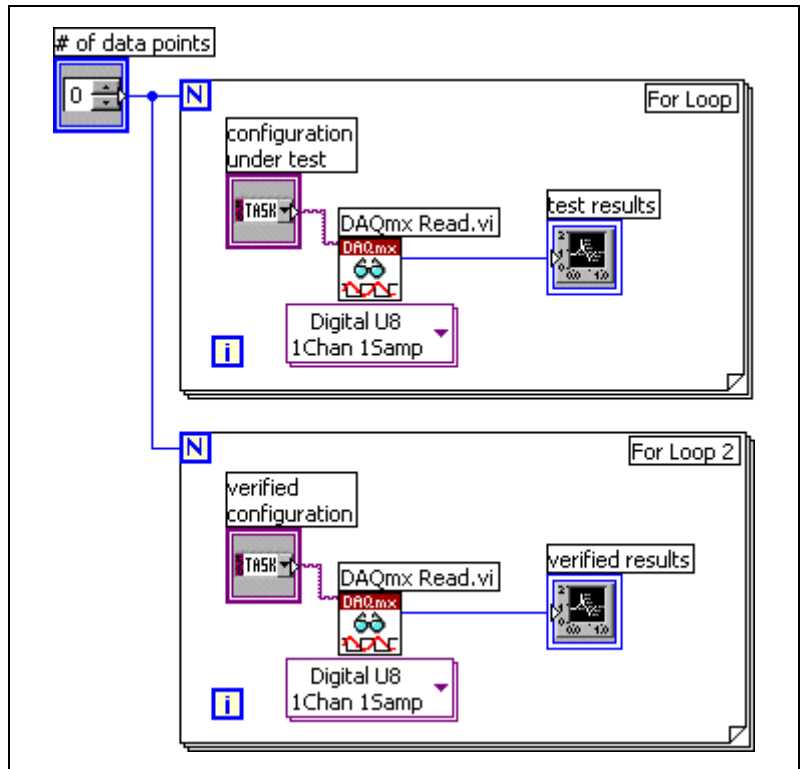 # of data points
0
N
For Loop
configuration
under test
TASK
test results
DAQmx Read.vi
DAQmx
Digital U8
1Chan 1Samp
i
N
For Loop 2
verified
configuration
TASK
verified results
DAQmx Read.vi
DAQmx
Digital U8
1Chan 1Samp
i